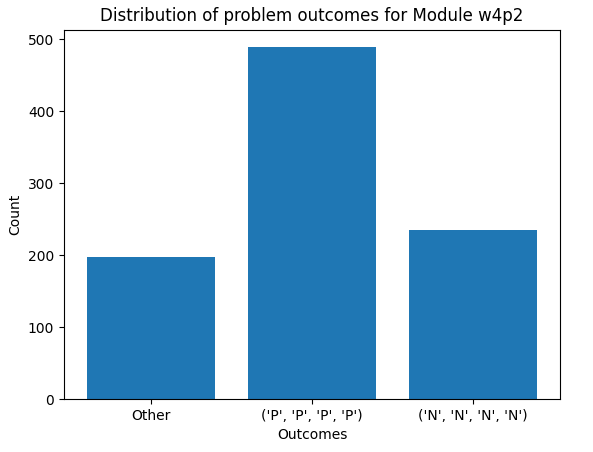 Distribution of problem outcomes for Module w4p2
500
400
300
200
100
0
Count
Other
('P', 'P', 'P', 'P')
('N', 'N', 'N', 'N')
Outcomes